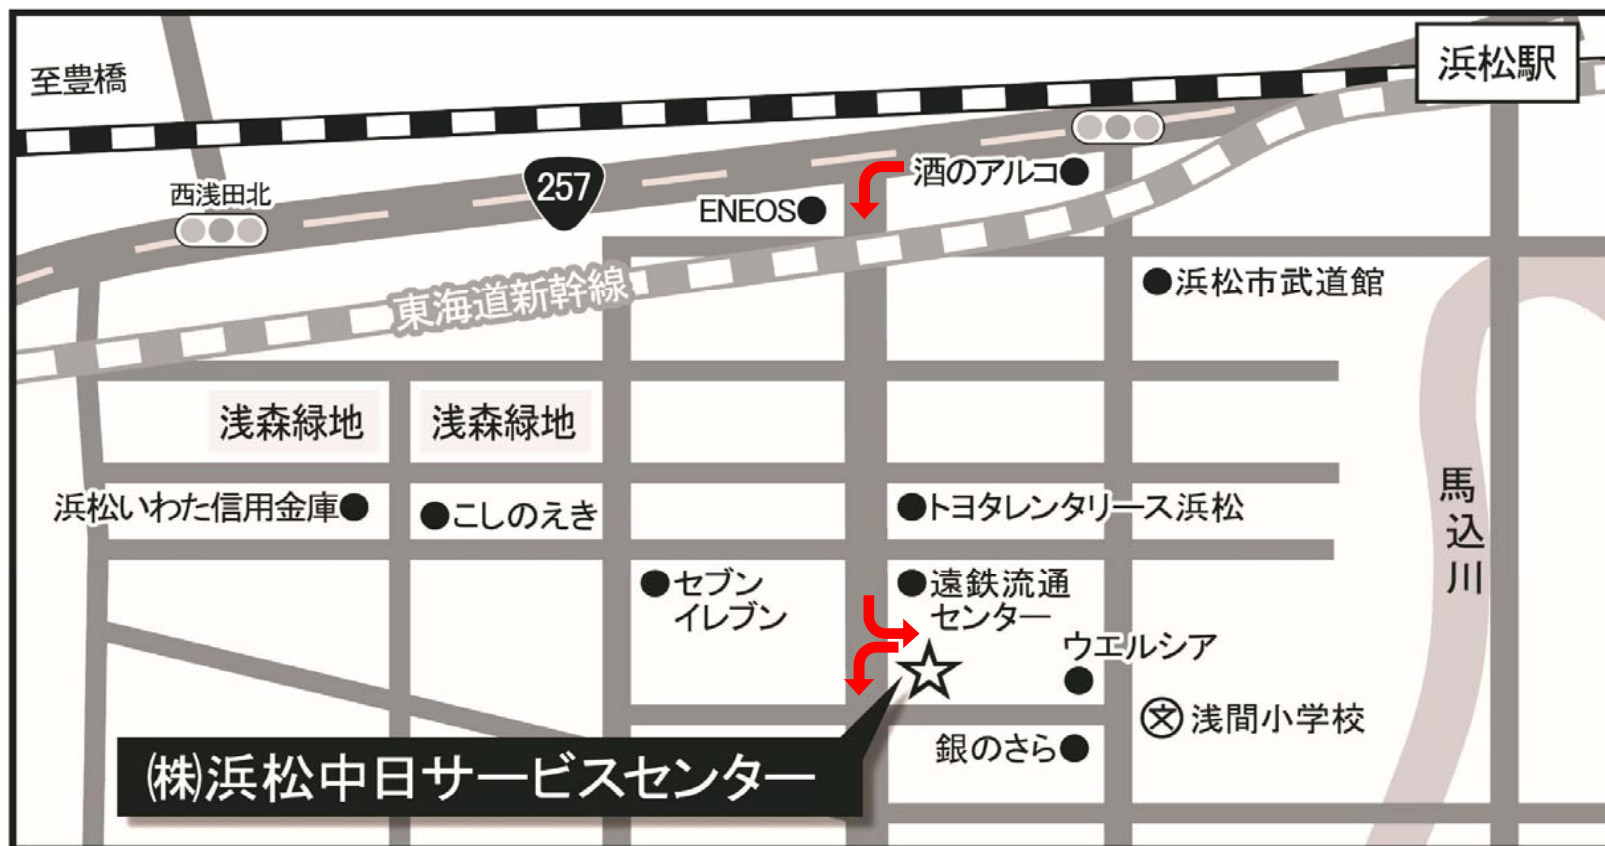 浜松駅
至豊橋
酒のアルコ
西浅田北
257
ENEOS
浜松市武道館
東海道新幹線
浅森緑地
浅森緑地
馬込川
浜松いわた信用金庫
こしのえき
トヨタレンタリース浜松
セブン
イレブン
遠鉄流通
センター
ウエルシア
文
浅間小学校
銀のさら
㈱浜松中日サービスセンター